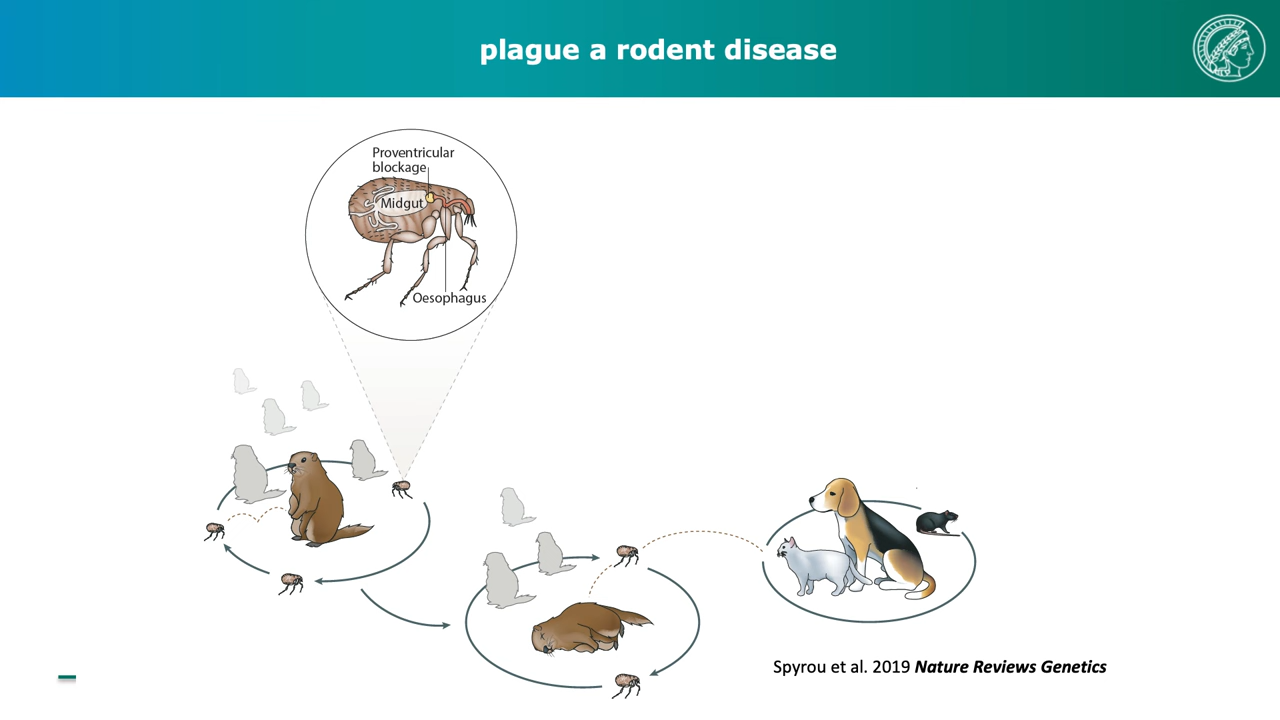 plague a rodent disease
Proventricular
blockage
Midgut
Oesophagus
Spyrou et al. 2019 Nature Reviews Genetics